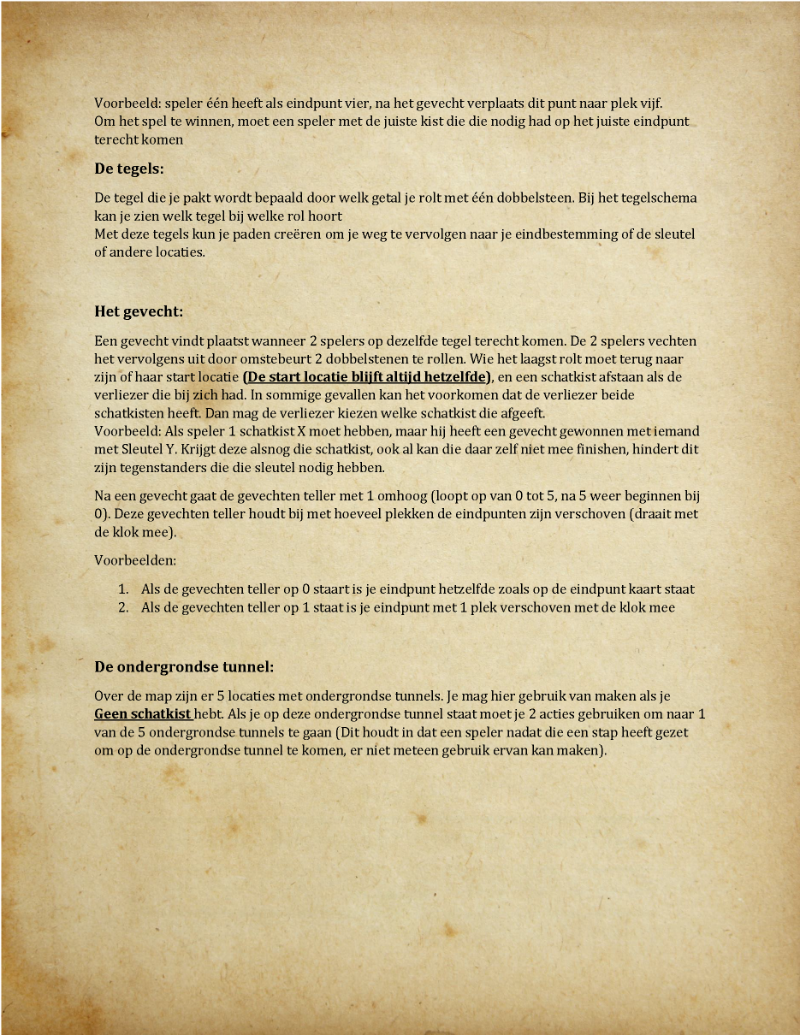 Voorbeeld: speler één heeft als eindpunt vier, na het gevecht verplaats dit punt naar plek vijf.
Om het spel te winnen, moet een speler met de juiste kist die die nodig had op het juiste eindpunt
terecht komen
De tegels:
De tegel die je pakt wordt bepaald door welk getal je rolt met één dobbelsteen. Bij het tegelschema
kan je zien welk tegel bij welke rol hoort
Met deze tegels kun je paden creëren om je weg te vervolgen naar je eindbestemming of de sleutel
of andere locaties.
Het gevecht:
Een gevecht vindt plaatst wanneer 2 spelers op dezelfde tegel terecht komen. De 2 spelers vechten
het vervolgens uit door omstebeurt 2 dobbelstenen te rollen. Wie het laagst rolt moet terug naar
zijn of haar start locatie (De start locatie blijft altijd hetzelfde), en een schatkist afstaan als de
verliezer die bij zich had. In sommige gevallen kan het voorkomen dat de verliezer beide
schatkisten heeft. Dan mag de verliezer kiezen welke schatkist die afgeeft.
Voorbeeld: Als speler 1 schatkist X moet hebben, maar hij heeft een gevecht gewonnen met iemand
met Sleutel Y. Krijgt deze alsnog die schatkist, ook al kan die daar zelf niet mee finishen, hindert dit
zijn tegenstanders die die sleutel nodig hebben.
Na een gevecht gaat de gevechten teller met 1 omhoog (loopt op van 0 tot 5, na 5 weer beginnen bij
0). Deze gevechten teller houdt bij met hoeveel plekken de eindpunten zijn verschoven (draait met
de klok mee).
Voorbeelden:
1. Als de gevechten teller op 0 staart is je eindpunt hetzelfde zoals op de eindpunt kaart staat
2. Als de gevechten teller op 1 staat is je eindpunt met 1 plek verschoven met de klok mee
De ondergrondse tunnel:
Over de map zijn er 5 locaties met ondergrondse tunnels. Je mag hier gebruik van maken als je
Geen schatkist hebt. Als je op deze ondergrondse tunnel staat moet je 2 acties gebruiken om naar 1
van de 5 ondergrondse tunnels te gaan (Dit houdt in dat een speler nadat die een stap heeft gezet
om op de ondergrondse tunnel te komen, er niet meteen gebruik ervan kan maken).